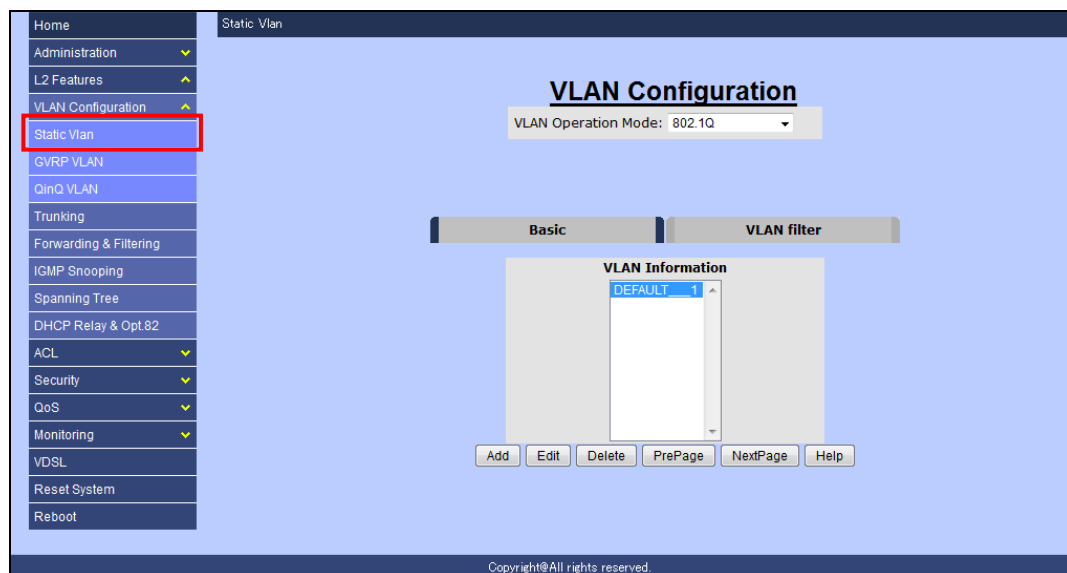 Home
Static Vlan
Administration
L2 Features
VLAN Configuration
Static Vlan
GVRP VLAN
QinQ VLAN
Trunking
Forwarding & Filtering
IGMP Snooping
Spanning Tree
DHCP Relay & Opt.82
ACL
Security
QoS
Monitoring
VDSL
Reset System
Reboot
VLAN Configuration
VLAN Operation Mode: 802.1Q
Basic
VLAN filter
VLAN Information
DEFAULT___1
Add Edit Delete PrePage NextPage Help
Copyright@All rights reserved.